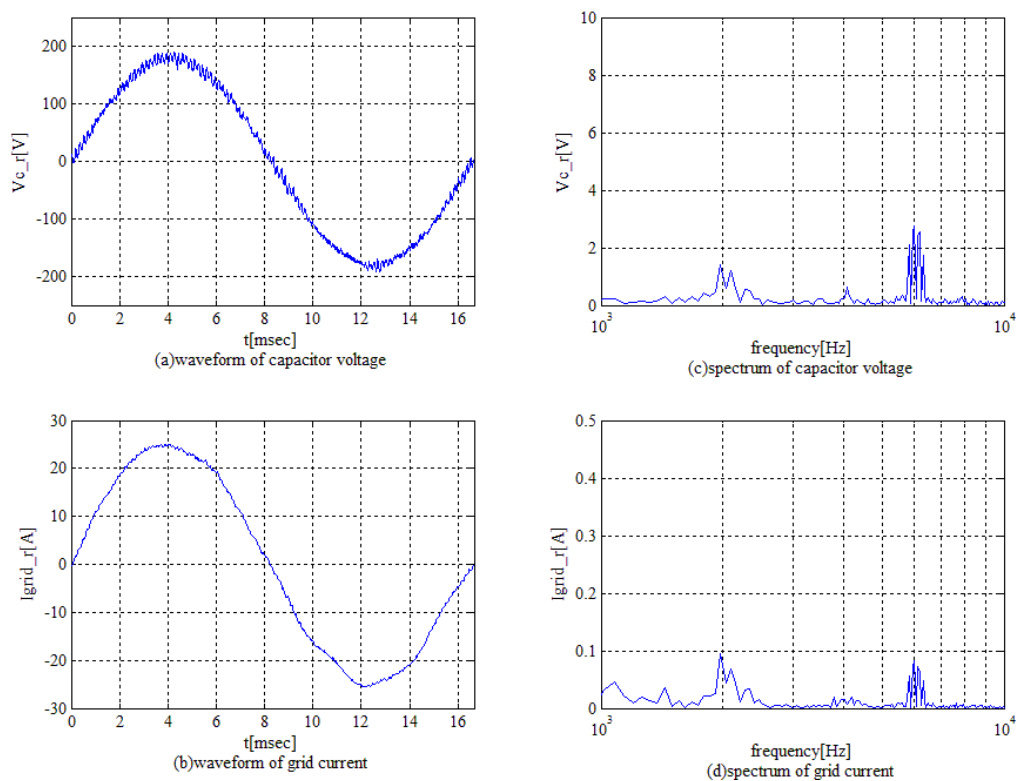 200
100
0
-100
-200
Vc_r[V]
0 2 4 6 8 10 12 14 16
t[msec]
(a)waveform of capacitor voltage
10
8
6
4
2
0
Vc_r[V]
10^3 10^4
frequency[Hz]
(c)spectrum of capacitor voltage
30
20
10
0
-10
-20
-30
Igrid_r[A]
0 2 4 6 8 10 12 14 16
t[msec]
(b)waveform of grid current
0.5
0.4
0.3
0.2
0.1
0
Igrid_r[A]
10^3 10^4
frequency[Hz]
(d)spectrum of grid current